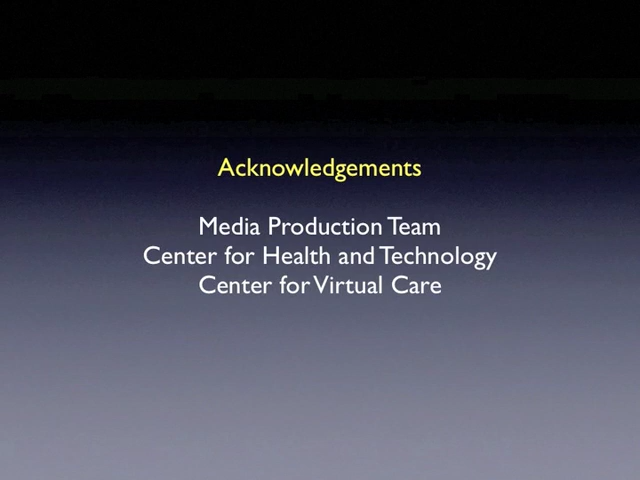 Acknowledgements
Media Production Team
Center for Health and Technology
Center for Virtual Care